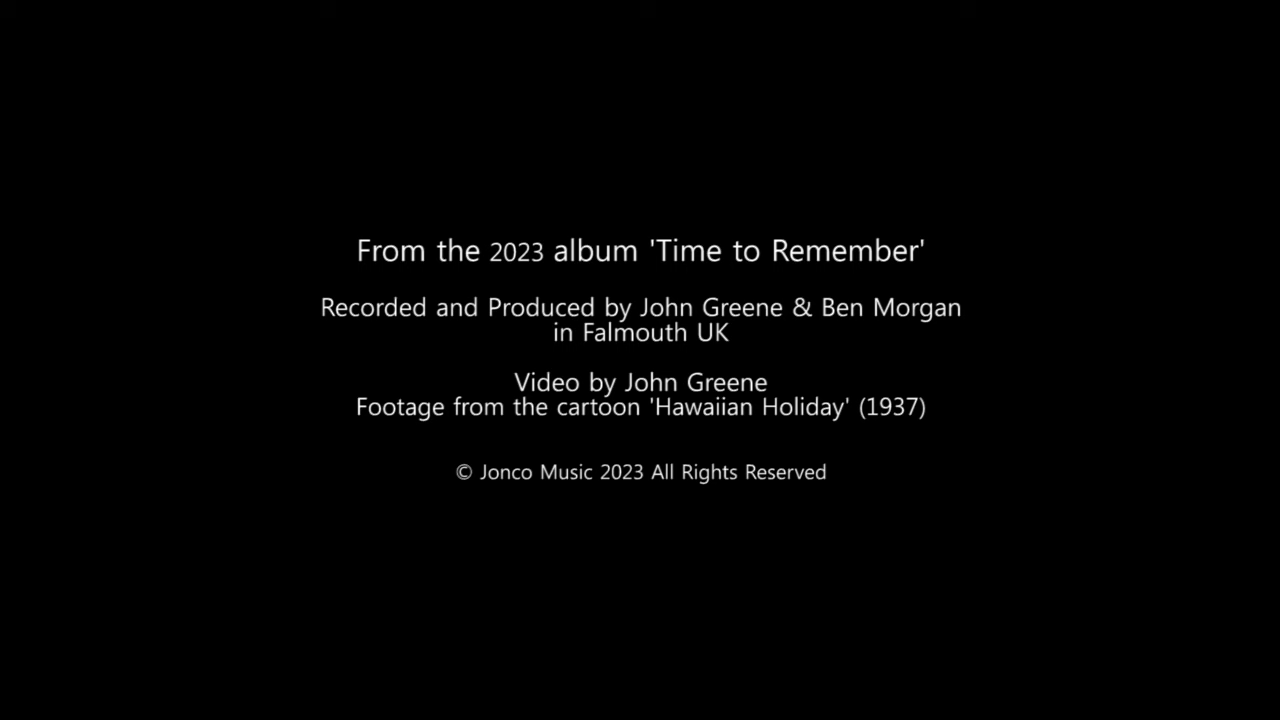 From the 2023 album 'Time to Remember'
Recorded and Produced by John Greene & Ben Morgan
in Falmouth UK
Video by John Greene
Footage from the cartoon 'Hawaiian Holiday' (1937)
© Jonco Music 2023 All Rights Reserved